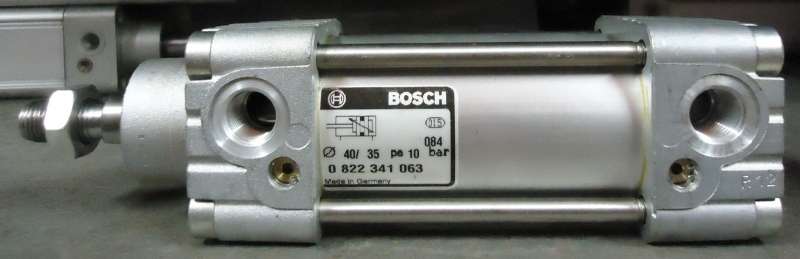 BOSCH
015
084
Ø 40/ 35 pe 10 bar
0 822 341 063
Made in Germany
R12